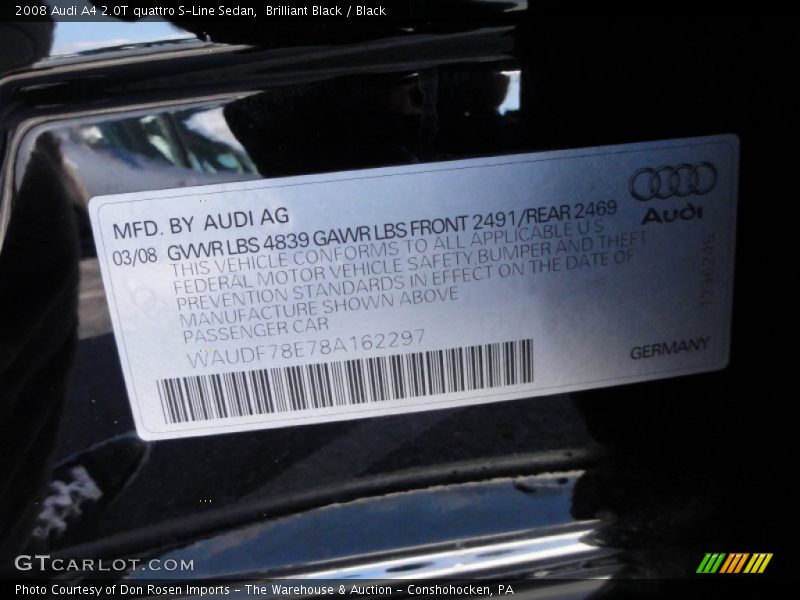 2008 Audi A4 2.0T quattro S-Line Sedan,  Brilliant Black / Black
MFD. BY AUDI AG
Audi
03/08 GWWR LBS 4839 GAWR LBS FRONT 2491/REAR 2469
THIS VEHICLE CONFORMS TO ALL APPLICABLE U S
FEDERAL MOTOR VEHICLE SAFETY BUMPER AND THEFT
PREVENTION STANDARDS IN EFFECT ON THE DATE OF
MANUFACTURE SHOWN ABOVE
PASSENGER CAR
WAUDF78E78A162297
GERMANY
GTCARLOT.COM
Photo Courtesy of Don Rosen Imports - The Warehouse & Auction - Conshohocken, PA